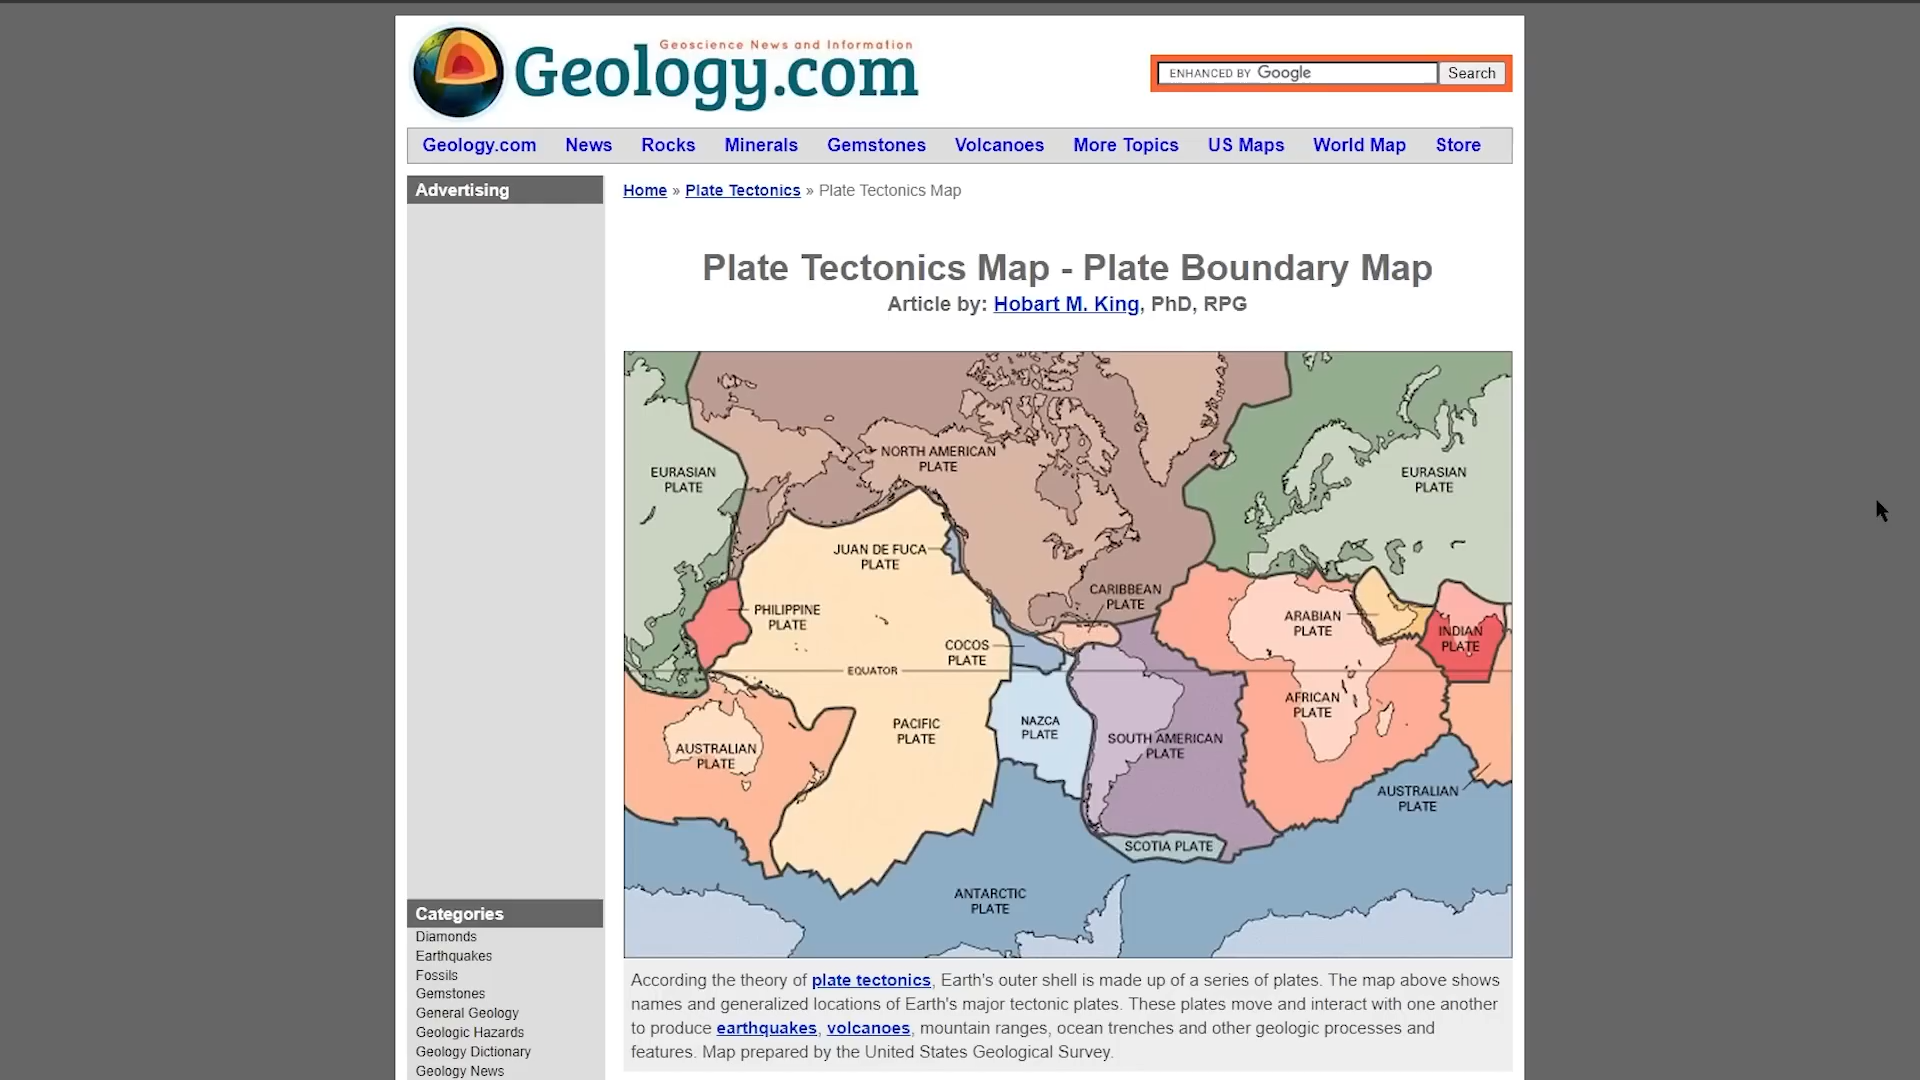 Geoscience News and Information
Geology.com
ENHANCED BY Google
Search
Geology.com News Rocks Minerals Gemstones Volcanoes More Topics US Maps World Map Store
Advertising
Home » Plate Tectonics » Plate Tectonics Map
Plate Tectonics Map - Plate Boundary Map
Article by: Hobart M. King, PhD, RPG
NORTH AMERICAN
PLATE
EURASIAN
PLATE
EURASIAN
PLATE
JUAN DE FUCA
PLATE
CARIBBEAN
PLATE
PHILIPPINE
PLATE
ARABIAN
PLATE
INDIAN
PLATE
COCOS
PLATE
EQUATOR
AFRICAN
PLATE
PACIFIC
PLATE
NAZCA
PLATE
SOUTH AMERICAN
PLATE
AUSTRALIAN
PLATE
AUSTRALIAN
PLATE
SCOTIA PLATE
ANTARCTIC
PLATE
According the theory of plate tectonics, Earth's outer shell is made up of a series of plates. The map above shows
names and generalized locations of Earth's major tectonic plates. These plates move and interact with one another
to produce earthquakes, volcanoes, mountain ranges, ocean trenches and other geologic processes and
features. Map prepared by the United States Geological Survey.
Categories
Diamonds
Earthquakes
Fossils
Gemstones
General Geology
Geologic Hazards
Geology Dictionary
Geology News